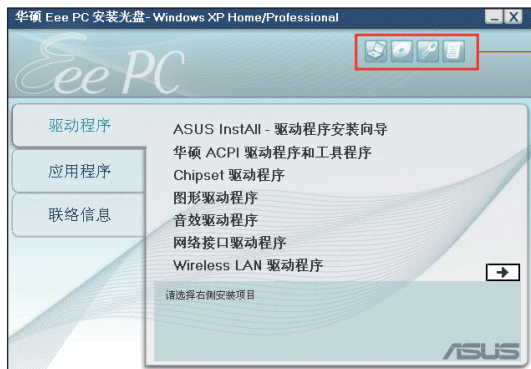 华硕 Eee PC 安装光盘- Windows XP Home/Professional
Eee PC
驱动程序
应用程序
联络信息
ASUS InstAll - 驱动程序安装向导
华硕 ACPI 驱动程序和工具程序
Chipset 驱动程序
图形驱动程序
音效驱动程序
网络接口驱动程序
Wireless LAN 驱动程序
请选择右侧安装项目
ASUS